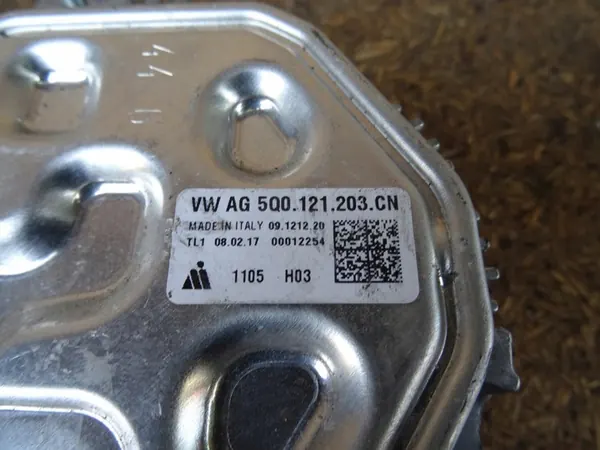 VW AG 5Q0.121.203.CN
MADE IN ITALY 09.1212.20
TL1 08.02.17 00012254
1105 H03